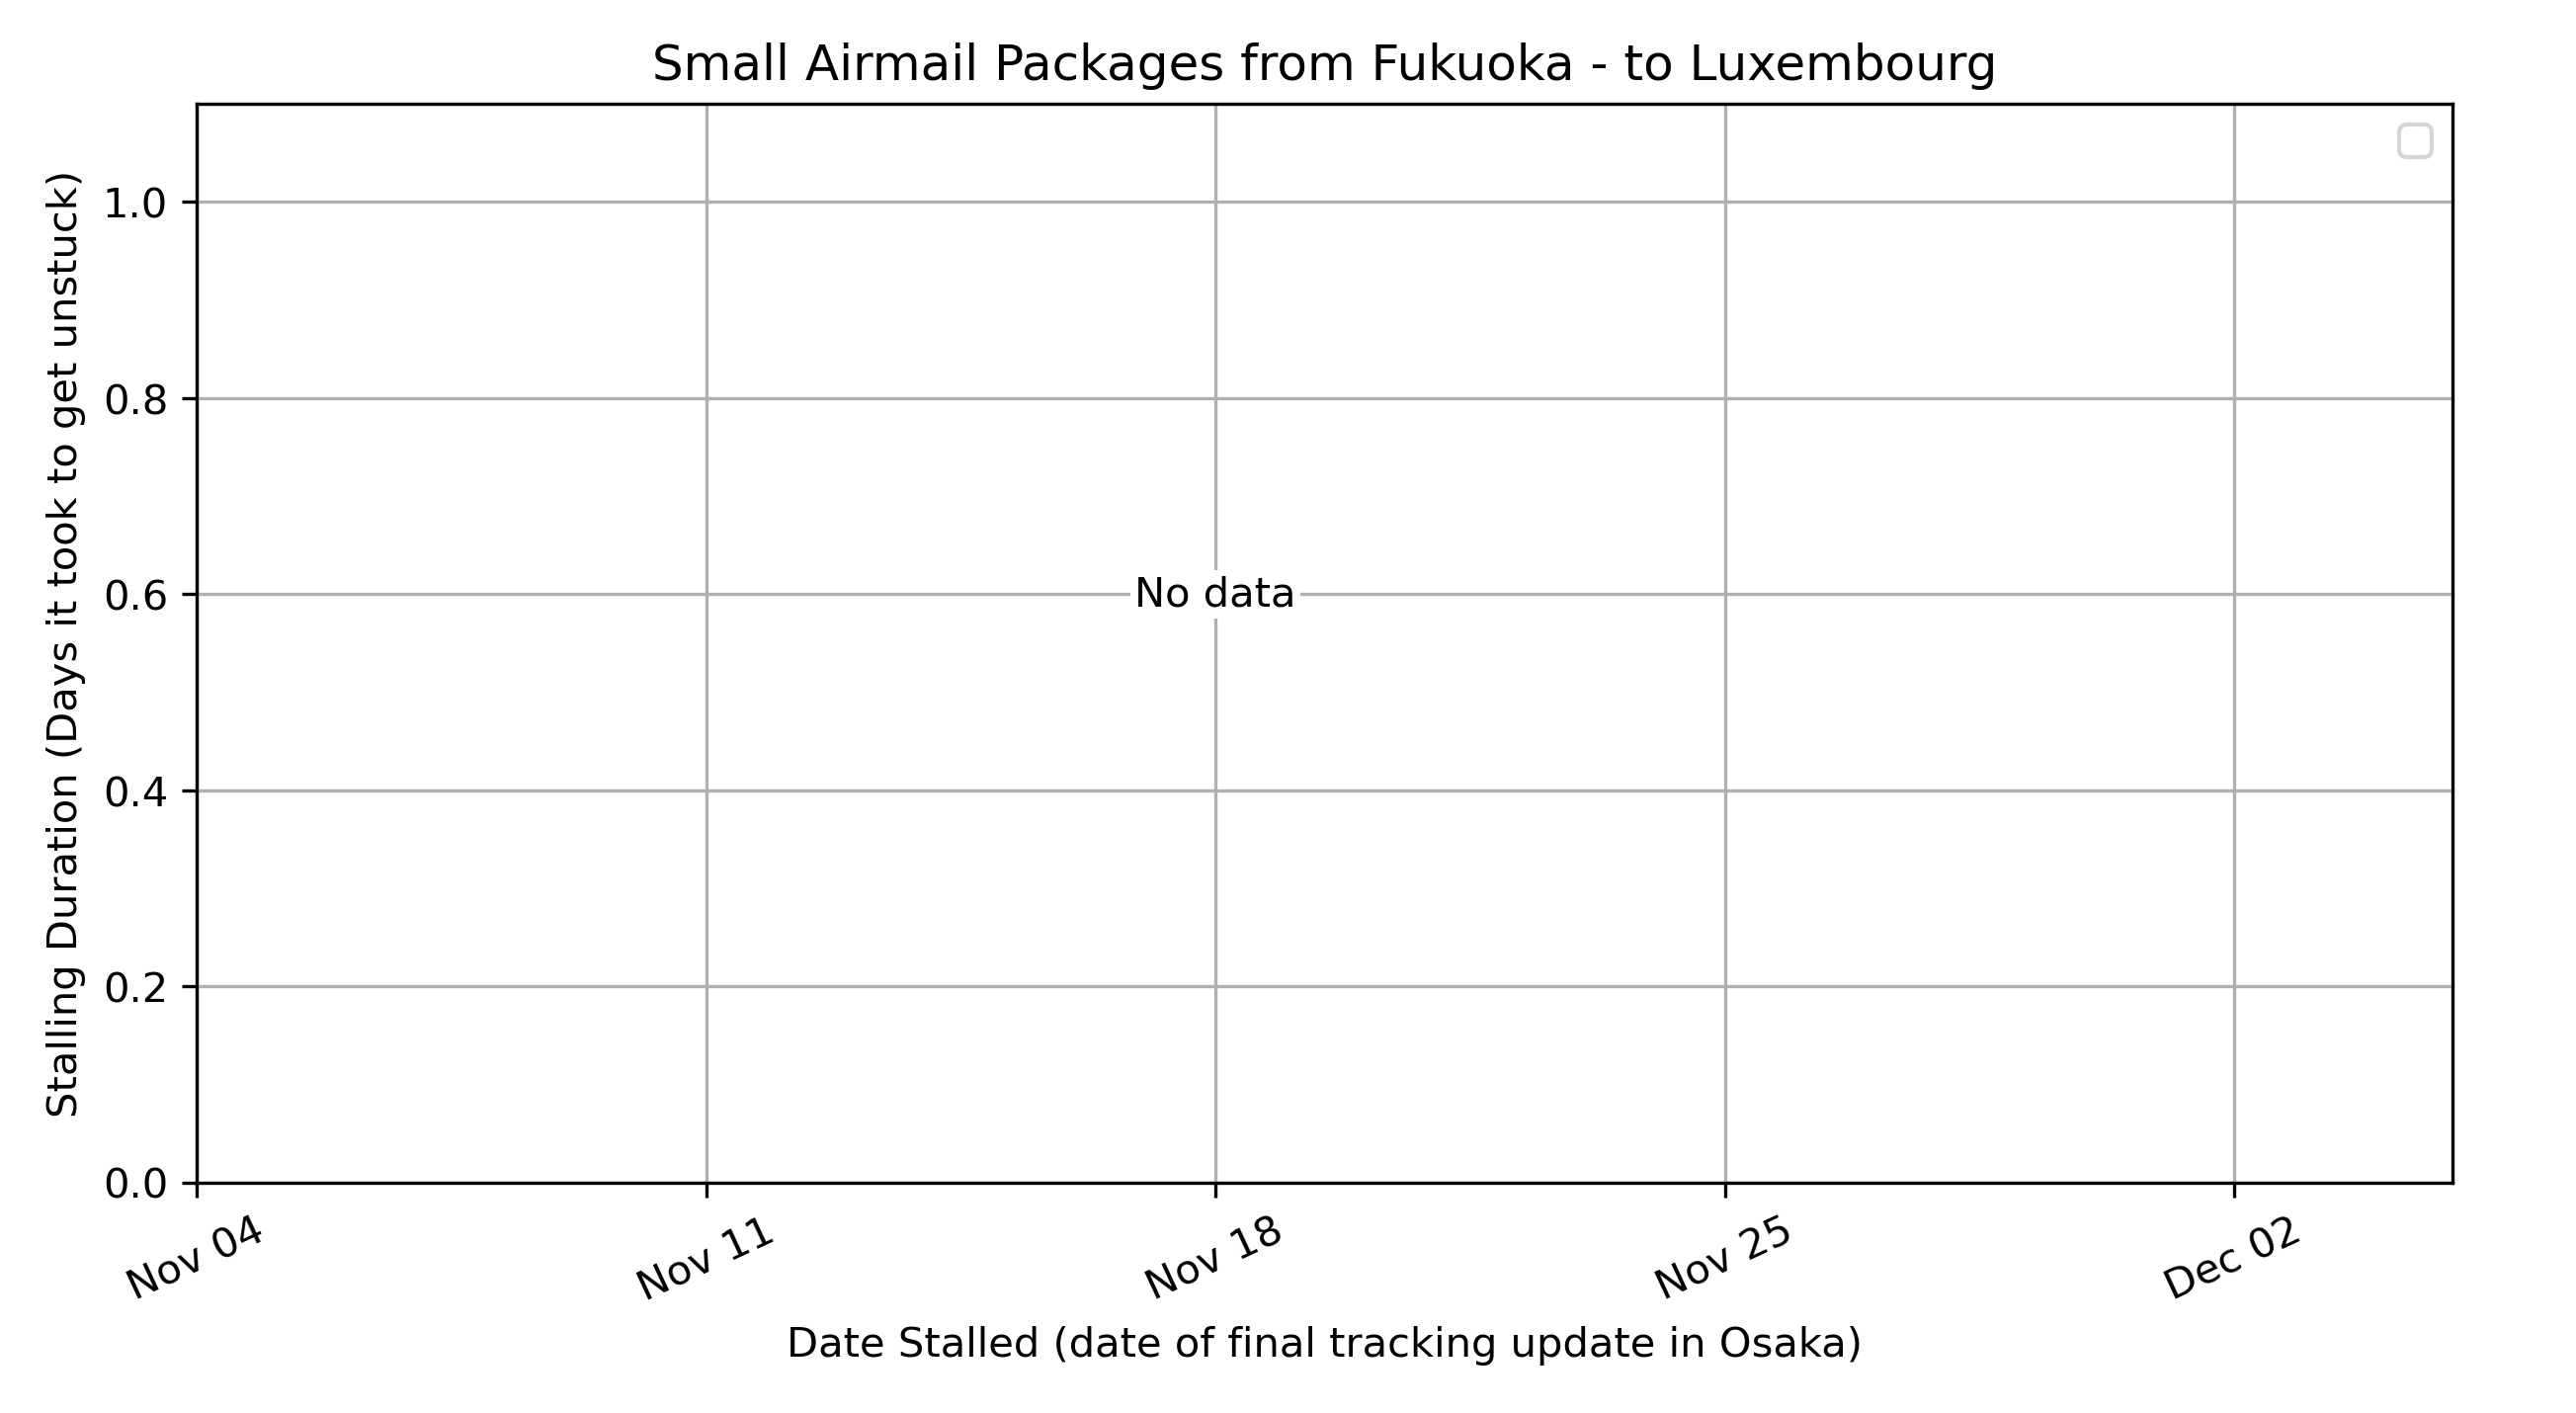 Small Airmail Packages from Fukuoka - to Luxembourg
Stalling Duration (Days it took to get unstuck)
1.0
0.8
0.6
0.4
0.2
0.0
No data
Nov 04
Nov 11
Nov 18
Nov 25
Dec 02
Date Stalled (date of final tracking update in Osaka)